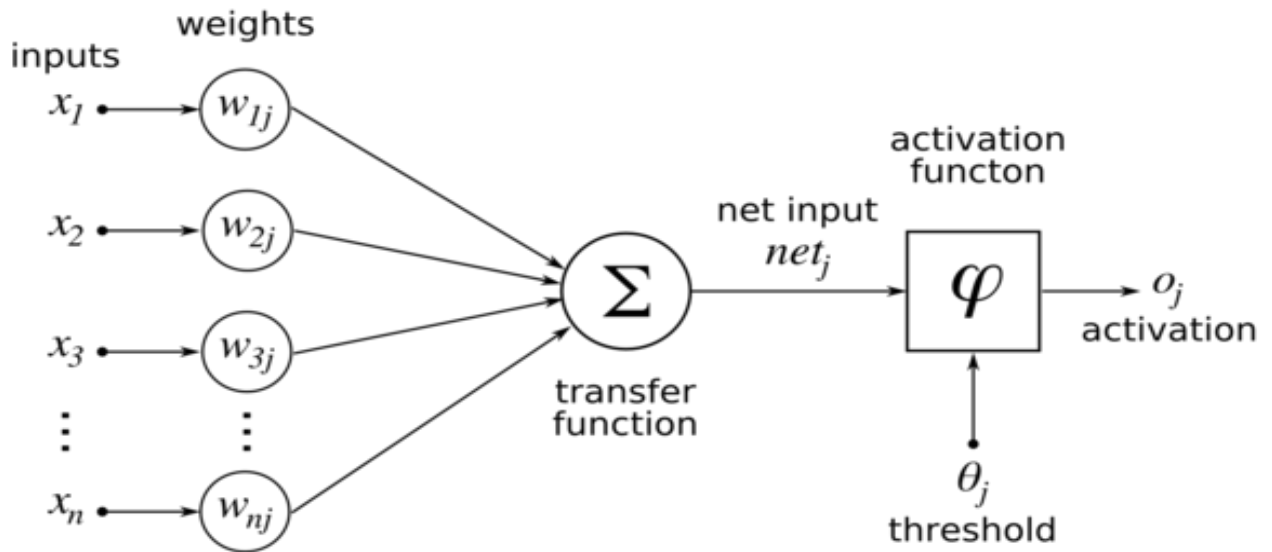 weights
inputs
x1 w1j
activation
functon
x2 w2j
net input
netj
Σ φ oj
activation
x3 w3j
transfer
function
⋮ ⋮
θj
xn wnj
threshold